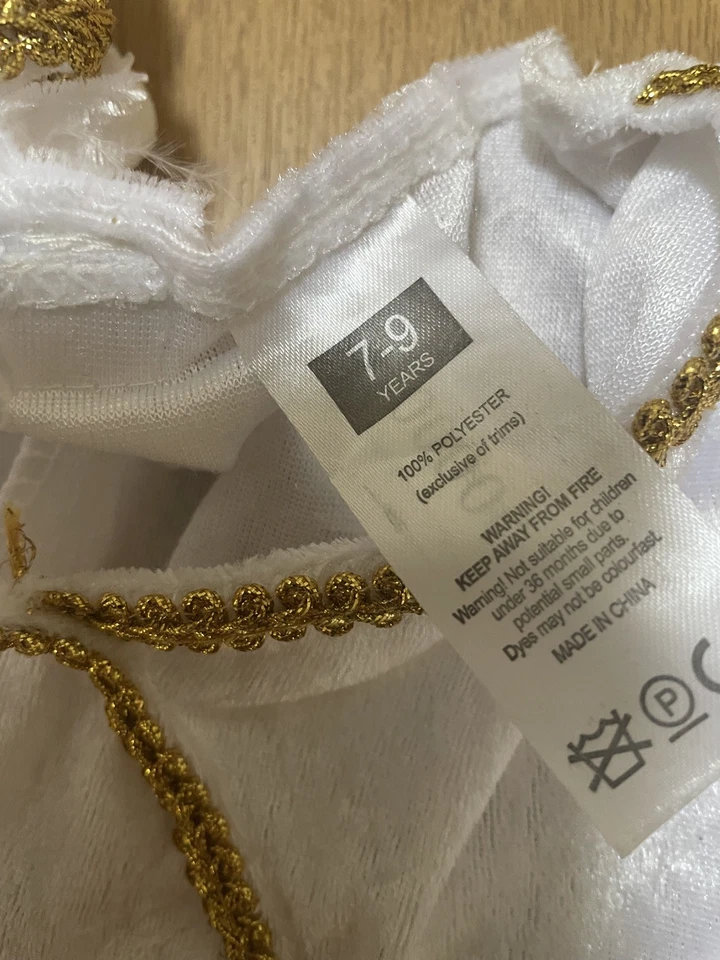 7-9
YEARS
100% POLYESTER
(exclusive of trims)
WARNING!
KEEP AWAY FROM FIRE
Warning! Not suitable for children
under 36 months due to
potential small parts.
Dyes may not be colourfast.
MADE IN CHINA
P